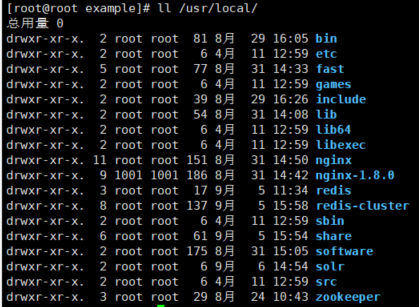 [root@root example]# ll /usr/local/
总用量 0
drwxr-xr-x. 2 root root 81 8月 29 16:05 bin
drwxr-xr-x. 2 root root 6 4月 11 12:59 etc
drwxr-xr-x. 5 root root 77 8月 31 14:33 fast
drwxr-xr-x. 2 root root 6 4月 11 12:59 games
drwxr-xr-x. 2 root root 39 8月 29 16:26 include
drwxr-xr-x. 2 root root 54 8月 31 14:08 lib
drwxr-xr-x. 2 root root 6 4月 11 12:59 lib64
drwxr-xr-x. 2 root root 6 4月 11 12:59 libexec
drwxr-xr-x. 11 root root 151 8月 31 14:50 nginx
drwxr-xr-x. 9 1001 1001 186 8月 31 14:42 nginx-1.8.0
drwxr-xr-x. 3 root root 17 9月 5 11:34 redis
drwxr-xr-x. 8 root root 137 9月 5 15:58 redis-cluster
drwxr-xr-x. 2 root root 6 4月 11 12:59 sbin
drwxr-xr-x. 6 root root 61 9月 5 15:54 share
drwxr-xr-x. 2 root root 175 8月 31 15:05 software
drwxr-xr-x. 2 root root 6 9月 6 14:54 solr
drwxr-xr-x. 2 root root 6 4月 11 12:59 src
drwxr-xr-x. 3 root root 29 8月 24 10:43 zookeeper